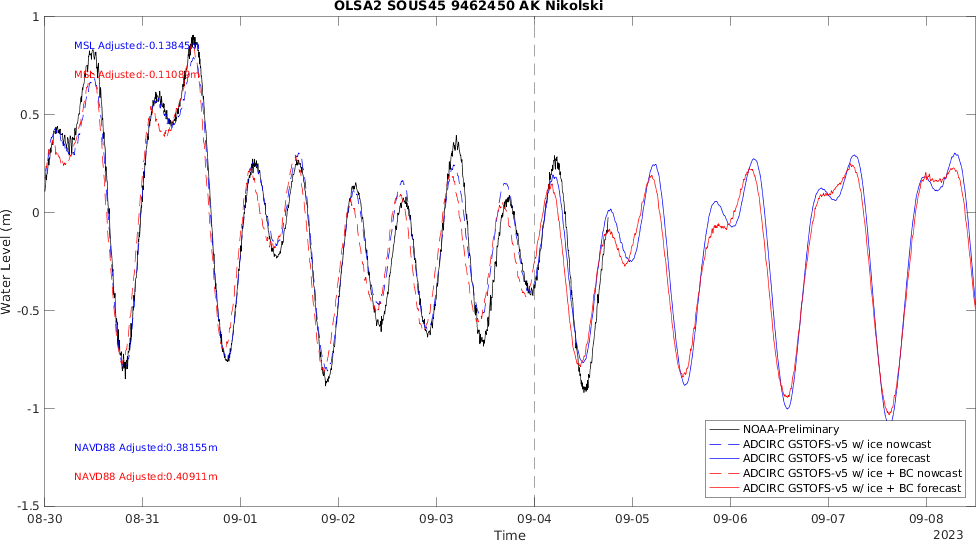 OLSA2 SOUS45 9462450 AK Nikolski
1
MSL Adjusted:-0.13845m
MSL Adjusted:-0.11089m
0.5
0
Water Level (m)
-0.5
-1
NAVD88 Adjusted:0.38155m
NAVD88 Adjusted:0.40911m
-1.5
NOAA-Preliminary
ADCIRC GSTOFS-v5 w/ ice nowcast
ADCIRC GSTOFS-v5 w/ ice forecast
ADCIRC GSTOFS-v5 w/ ice + BC nowcast
ADCIRC GSTOFS-v5 w/ ice + BC forecast
08-30 08-31 09-01 09-02 09-03 09-04 09-05 09-06 09-07 09-08
Time
2023